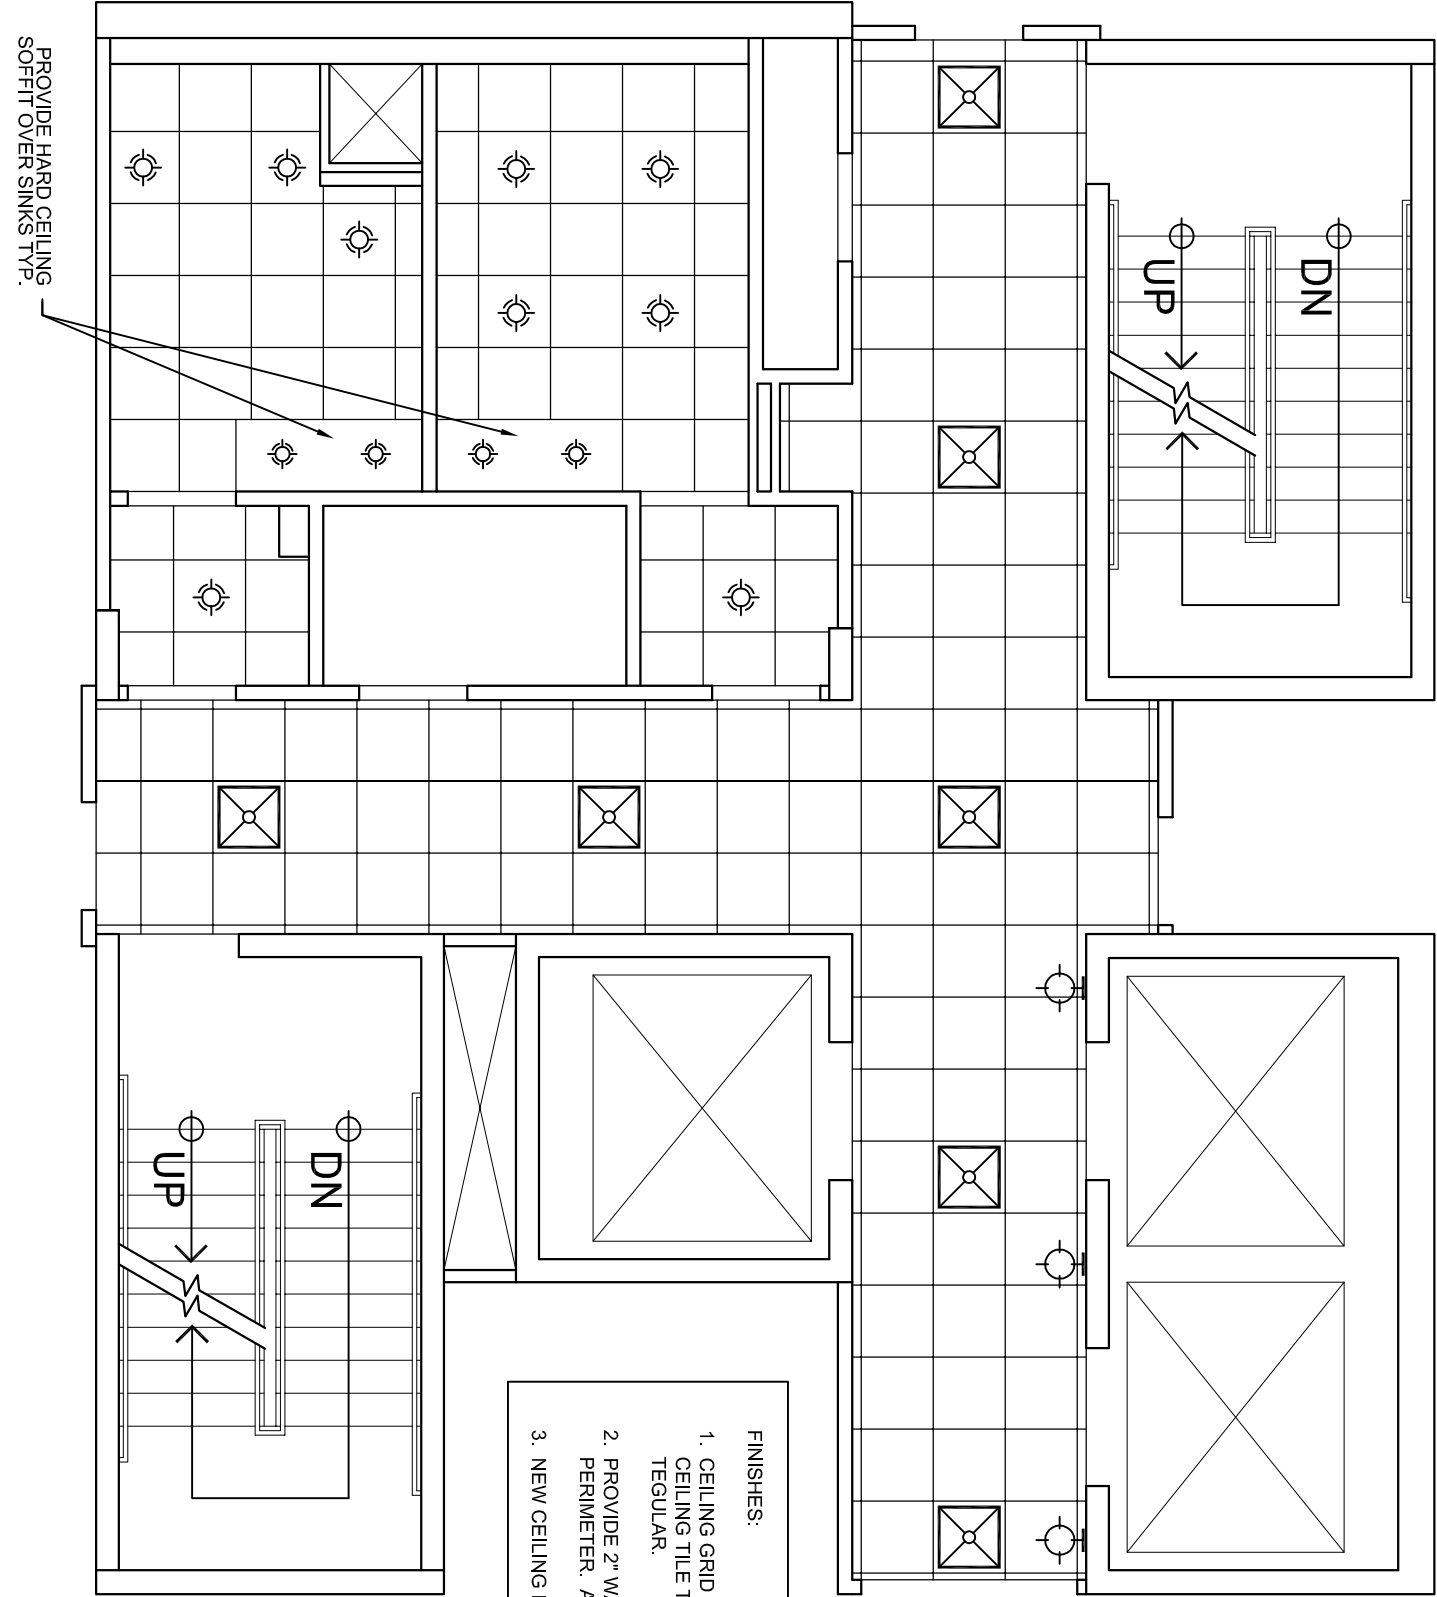 PROVIDE HARD CEILING
SOFFIT OVER SINKS TYP.
DN
UP
DN
UP
FINISHES:
1. CEILING GRID
CEILING TILE
TEGULAR.
2. PROVIDE 2"
PERIMETER.
3. NEW CEILING